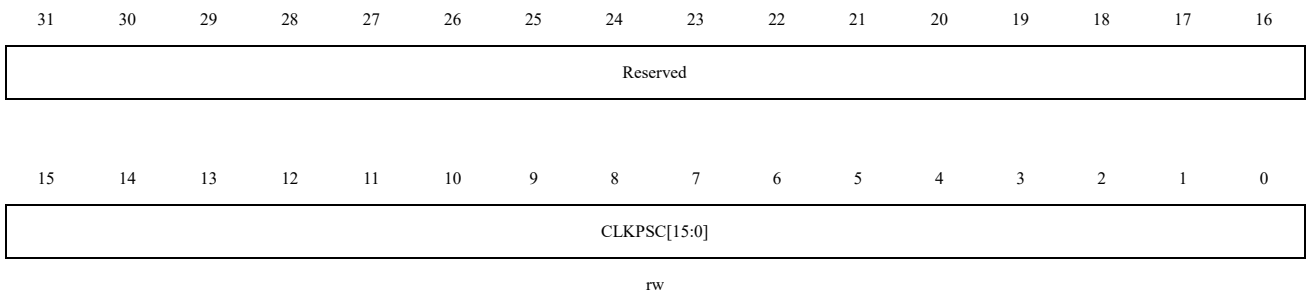 31 30 29 28 27 26 25 24 23 22 21 20 19 18 17 16
Reserved
15 14 13 12 11 10 9 8 7 6 5 4 3 2 1 0
CLKPSC[15:0]
rw